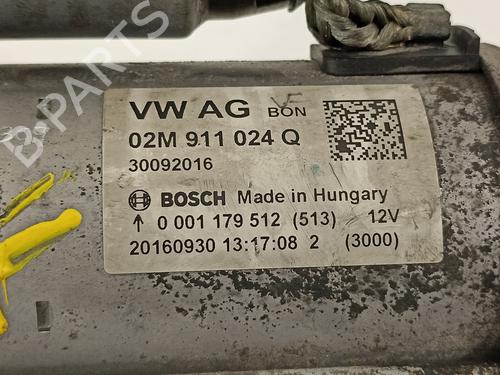 B-PARTS
VW AG BON
02M 911 024 Q
30092016
BOSCH Made in Hungary
↑ 0 001 179 512 (513) 12V
20160930 13:17:08 2 (3000)